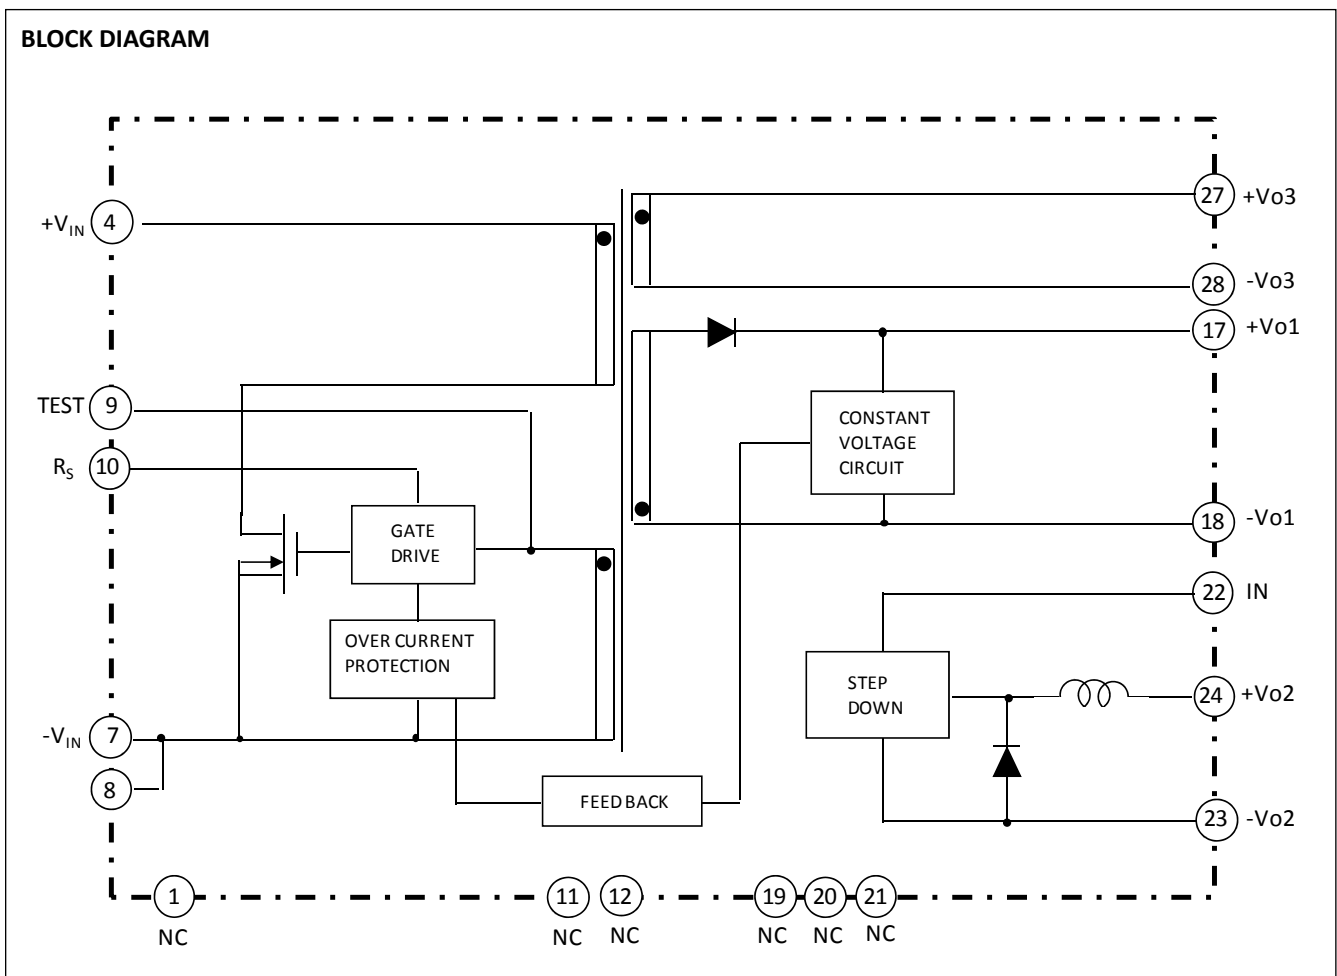 BLOCK DIAGRAM
27 +Vo3
+VIN 4
28 -Vo3
17 +Vo1
TEST 9
CONSTANT
VOLTAGE
CIRCUIT
RS 10
18 -Vo1
GATE
DRIVE
22 IN
OVER CURRENT
PROTECTION
STEP
DOWN
24 +Vo2
-VIN 7
8
FEED BACK
23 -Vo2
1 11 12 19 20 21
NC NC NC NC NC NC